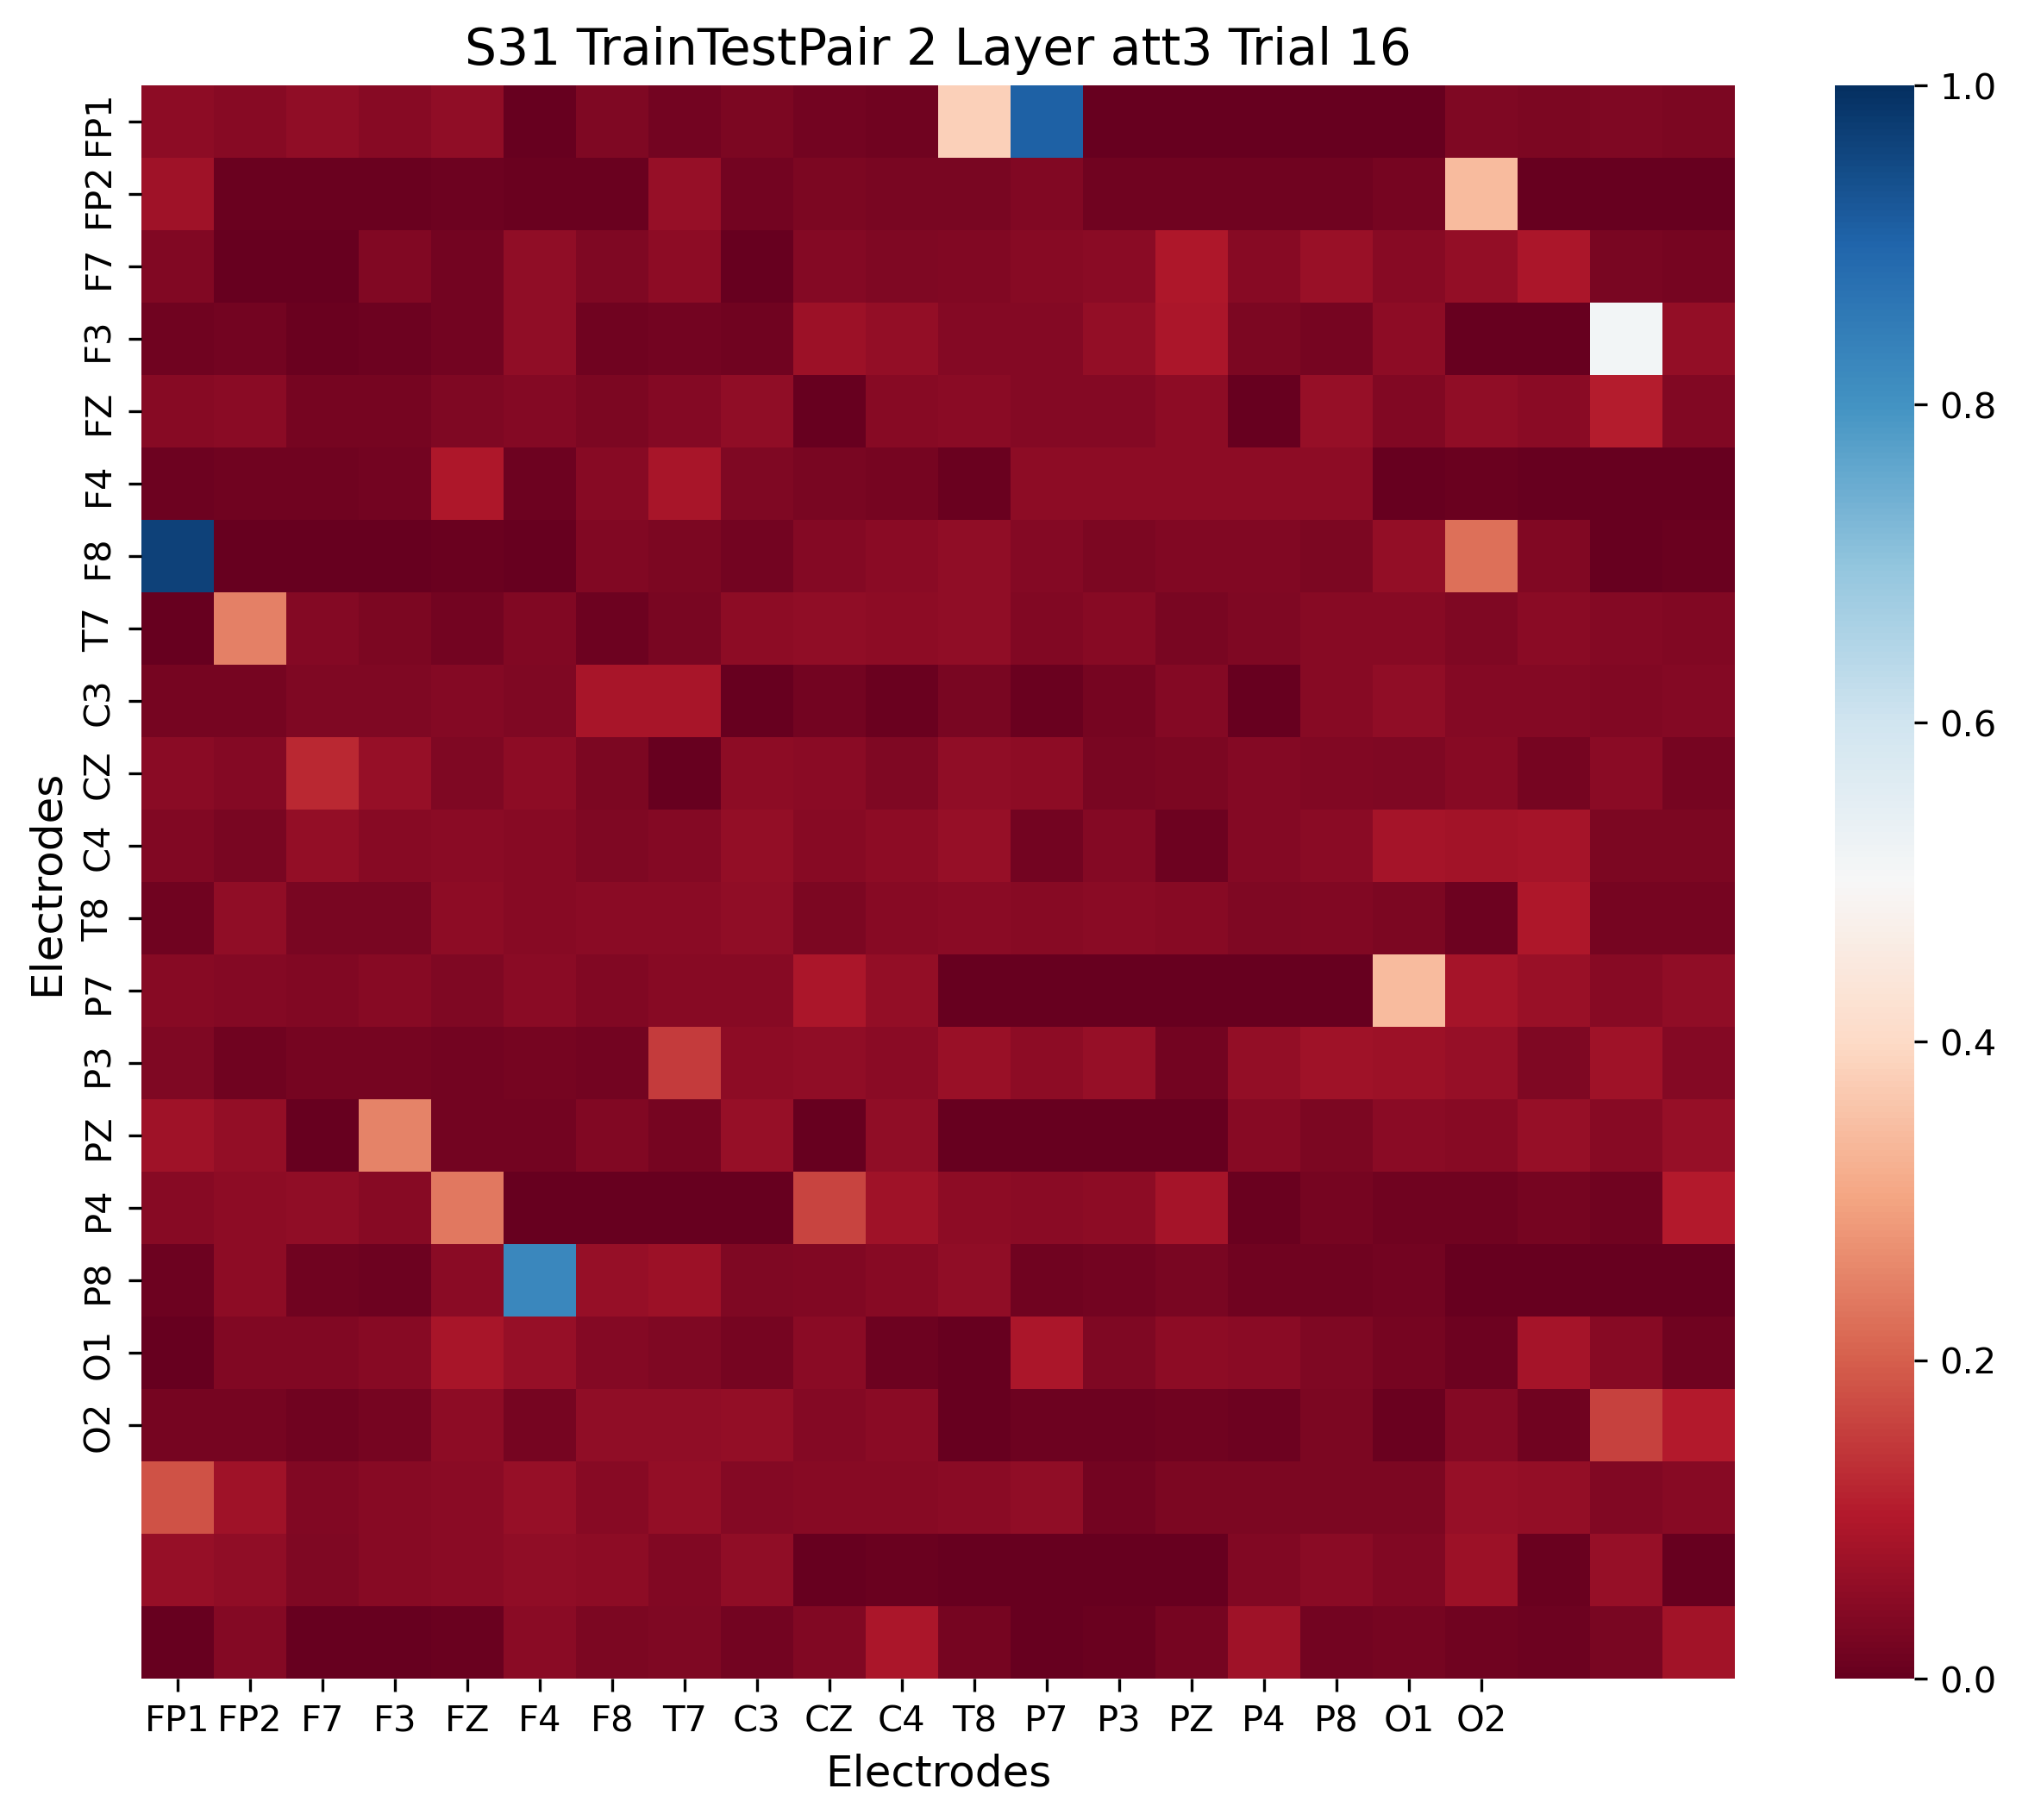 S31 TrainTestPair 2 Layer att3 Trial 16
FP1
FP2
F7
F3
FZ
F4
F8
T7
C3
CZ
C4
T8
P7
P3
PZ
P4
P8
O1
O2
Electrodes
FP1 FP2 F7 F3 FZ F4 F8 T7 C3 CZ C4 T8 P7 P3 PZ P4 P8 O1 O2
Electrodes
1.0
0.8
0.6
0.4
0.2
0.0